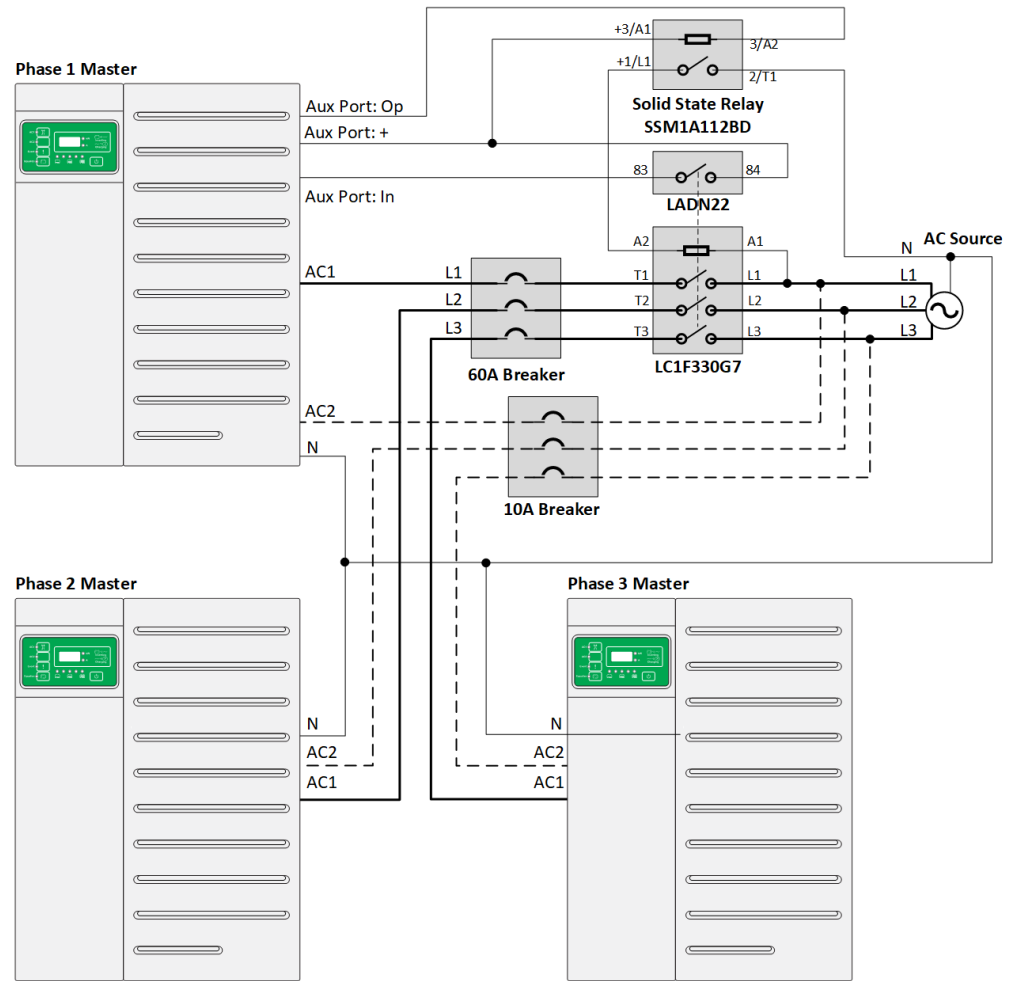 +3/A1
3/A2
+1/L1
2/T1
Phase 1 Master
Solid State Relay
SSM1A112BD
Aux Port: Op
Aux Port: +
Aux Port: In
83
84
LADN22
A2
A1
N
AC Source
AC1
L1
T1
L1
L1
L2
T2
L2
L2
L3
T3
L3
L3
60A Breaker
LC1F330G7
AC2
N
10A Breaker
Phase 2 Master
Phase 3 Master
N
AC2
AC1
N
AC2
AC1